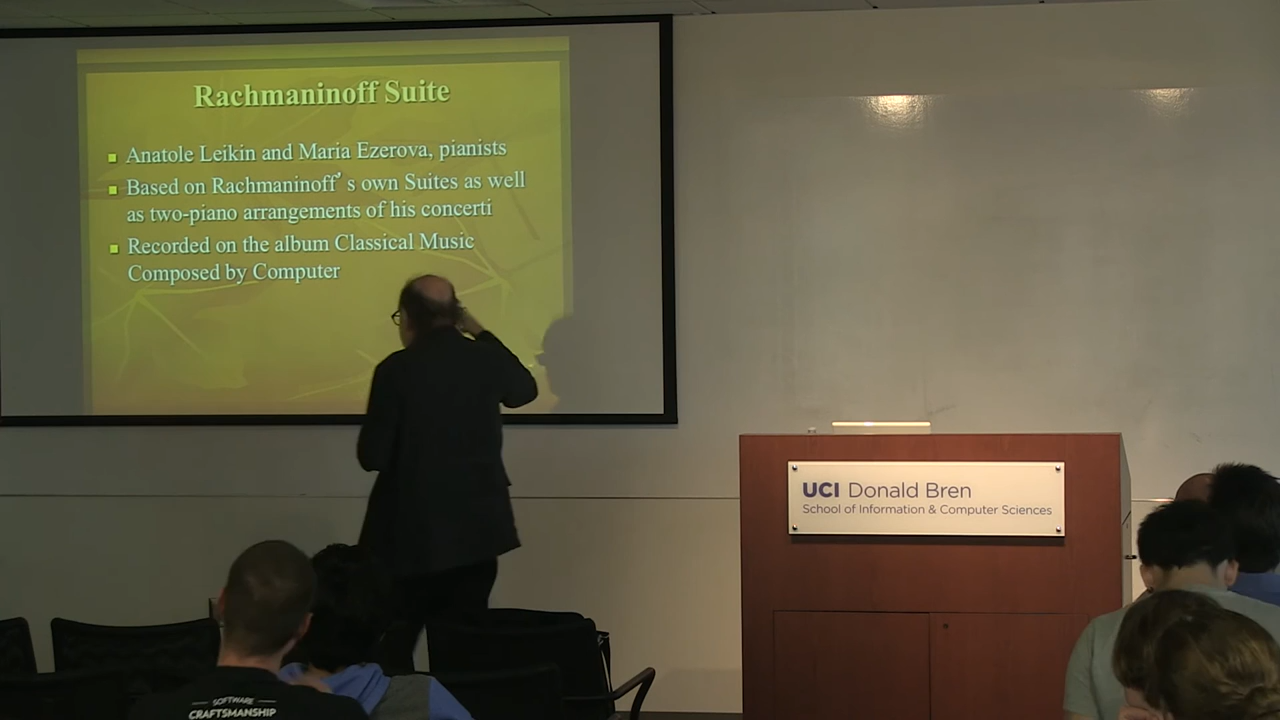 Rachmaninoff Suite
Anatole Leikin and Maria Ezerova, pianists
Based on Rachmaninoff’s own Suites as well
as two-piano arrangements of his concerti
Recorded on the album Classical Music
Composed by Computer
UCI Donald Bren
School of Information & Computer Sciences
SOFTWARE
CRAFTSMANSHIP